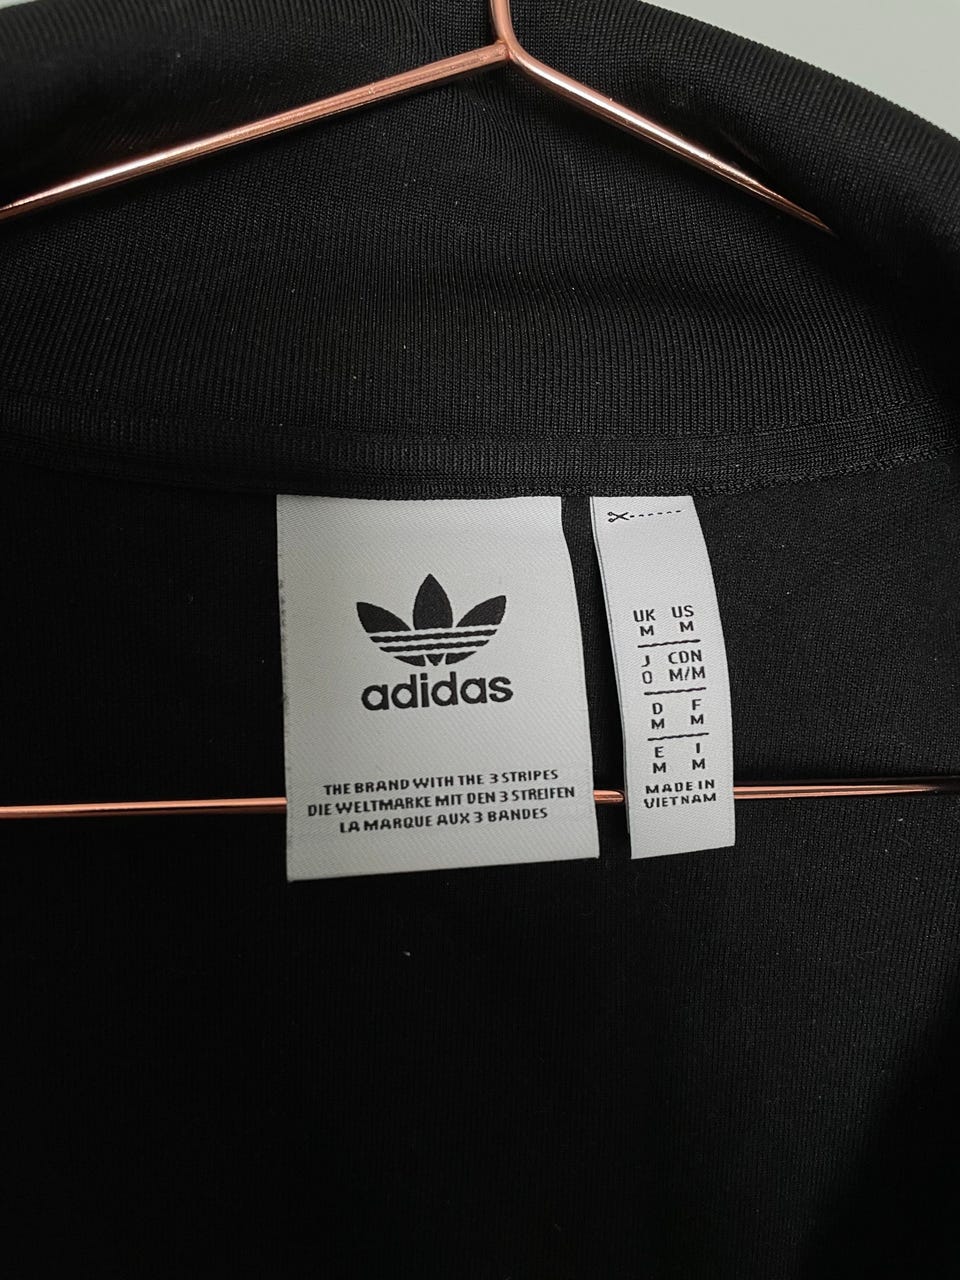 adidas
THE BRAND WITH THE 3 STRIPES
DIE WELTMARKE MIT DEN 3 STREIFEN
LA MARQUE AUX 3 BANDES
UK US
M M
J CDN
O M/M
D F
M M
E I
M M
MADE IN
VIETNAM